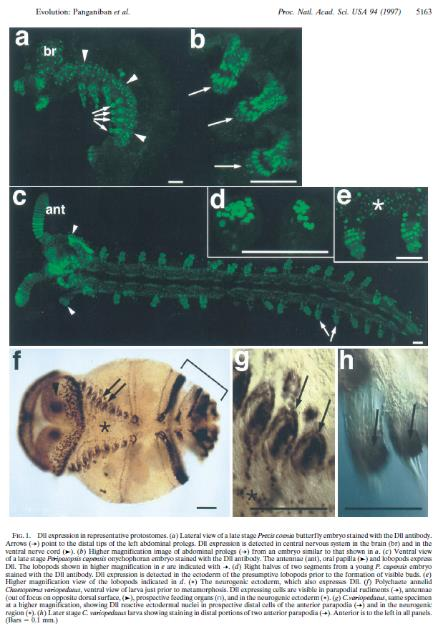 Evolution: Panganiban et al.
Proc. Natl. Acad. Sci. USA 94 (1997) 5163
a
br
b
c
ant
d
e
*
f
*
g
*
h
FIG. 1. Dll expression in representative protostomes. (a) Lateral view of a late stage Precis coenia butterfly embryo stained with the Dll antibody.
Arrows (→) point to the distal tips of the left abdominal prolegs. Dll expression is detected in central nervous system in the brain (br) and in the
ventral nerve cord (►). (b) Higher magnification image of abdominal prolegs (→) from an embryo similar to that shown in a. (c) Ventral view
of a late stage Peripatopsis capensis onychophoran embryo stained with the Dll antibody. The antennae (ant), oral papilla (►) and lobopods express
Dll. The lobopods shown in higher magnification in e are indicated with →. (d) Right halves of two segments from a young P. capensis embryo
stained with the Dll antibody. Dll expression is detected in the ectoderm of the presumptive lobopods prior to the formation of visible buds. (e)
Higher magnification view of the lobopods indicated in d. (*) The neurogenic ectoderm, which also expresses Dll. (f) Polychaete annelid
Chaetopterus variopedatus, ventral view of larva just prior to metamorphosis. Dll expressing cells are visible in parapodial rudiments (→), antennae
(out of focus on opposite dorsal surface, (►), prospective feeding organs (⊓), and in the neurogenic ectoderm (*). (g) C. variopedatus, same specimen
at a higher magnification, showing Dll reactive ectodermal nuclei in prospective distal cells of the anterior parapodia (→) and in the neurogenic
region (*). (h) Later stage C. variopedatus larva showing staining in distal portions of two anterior parapodia (→). Anterior is to the left in all panels.
(Bars = 0.1 mm.)